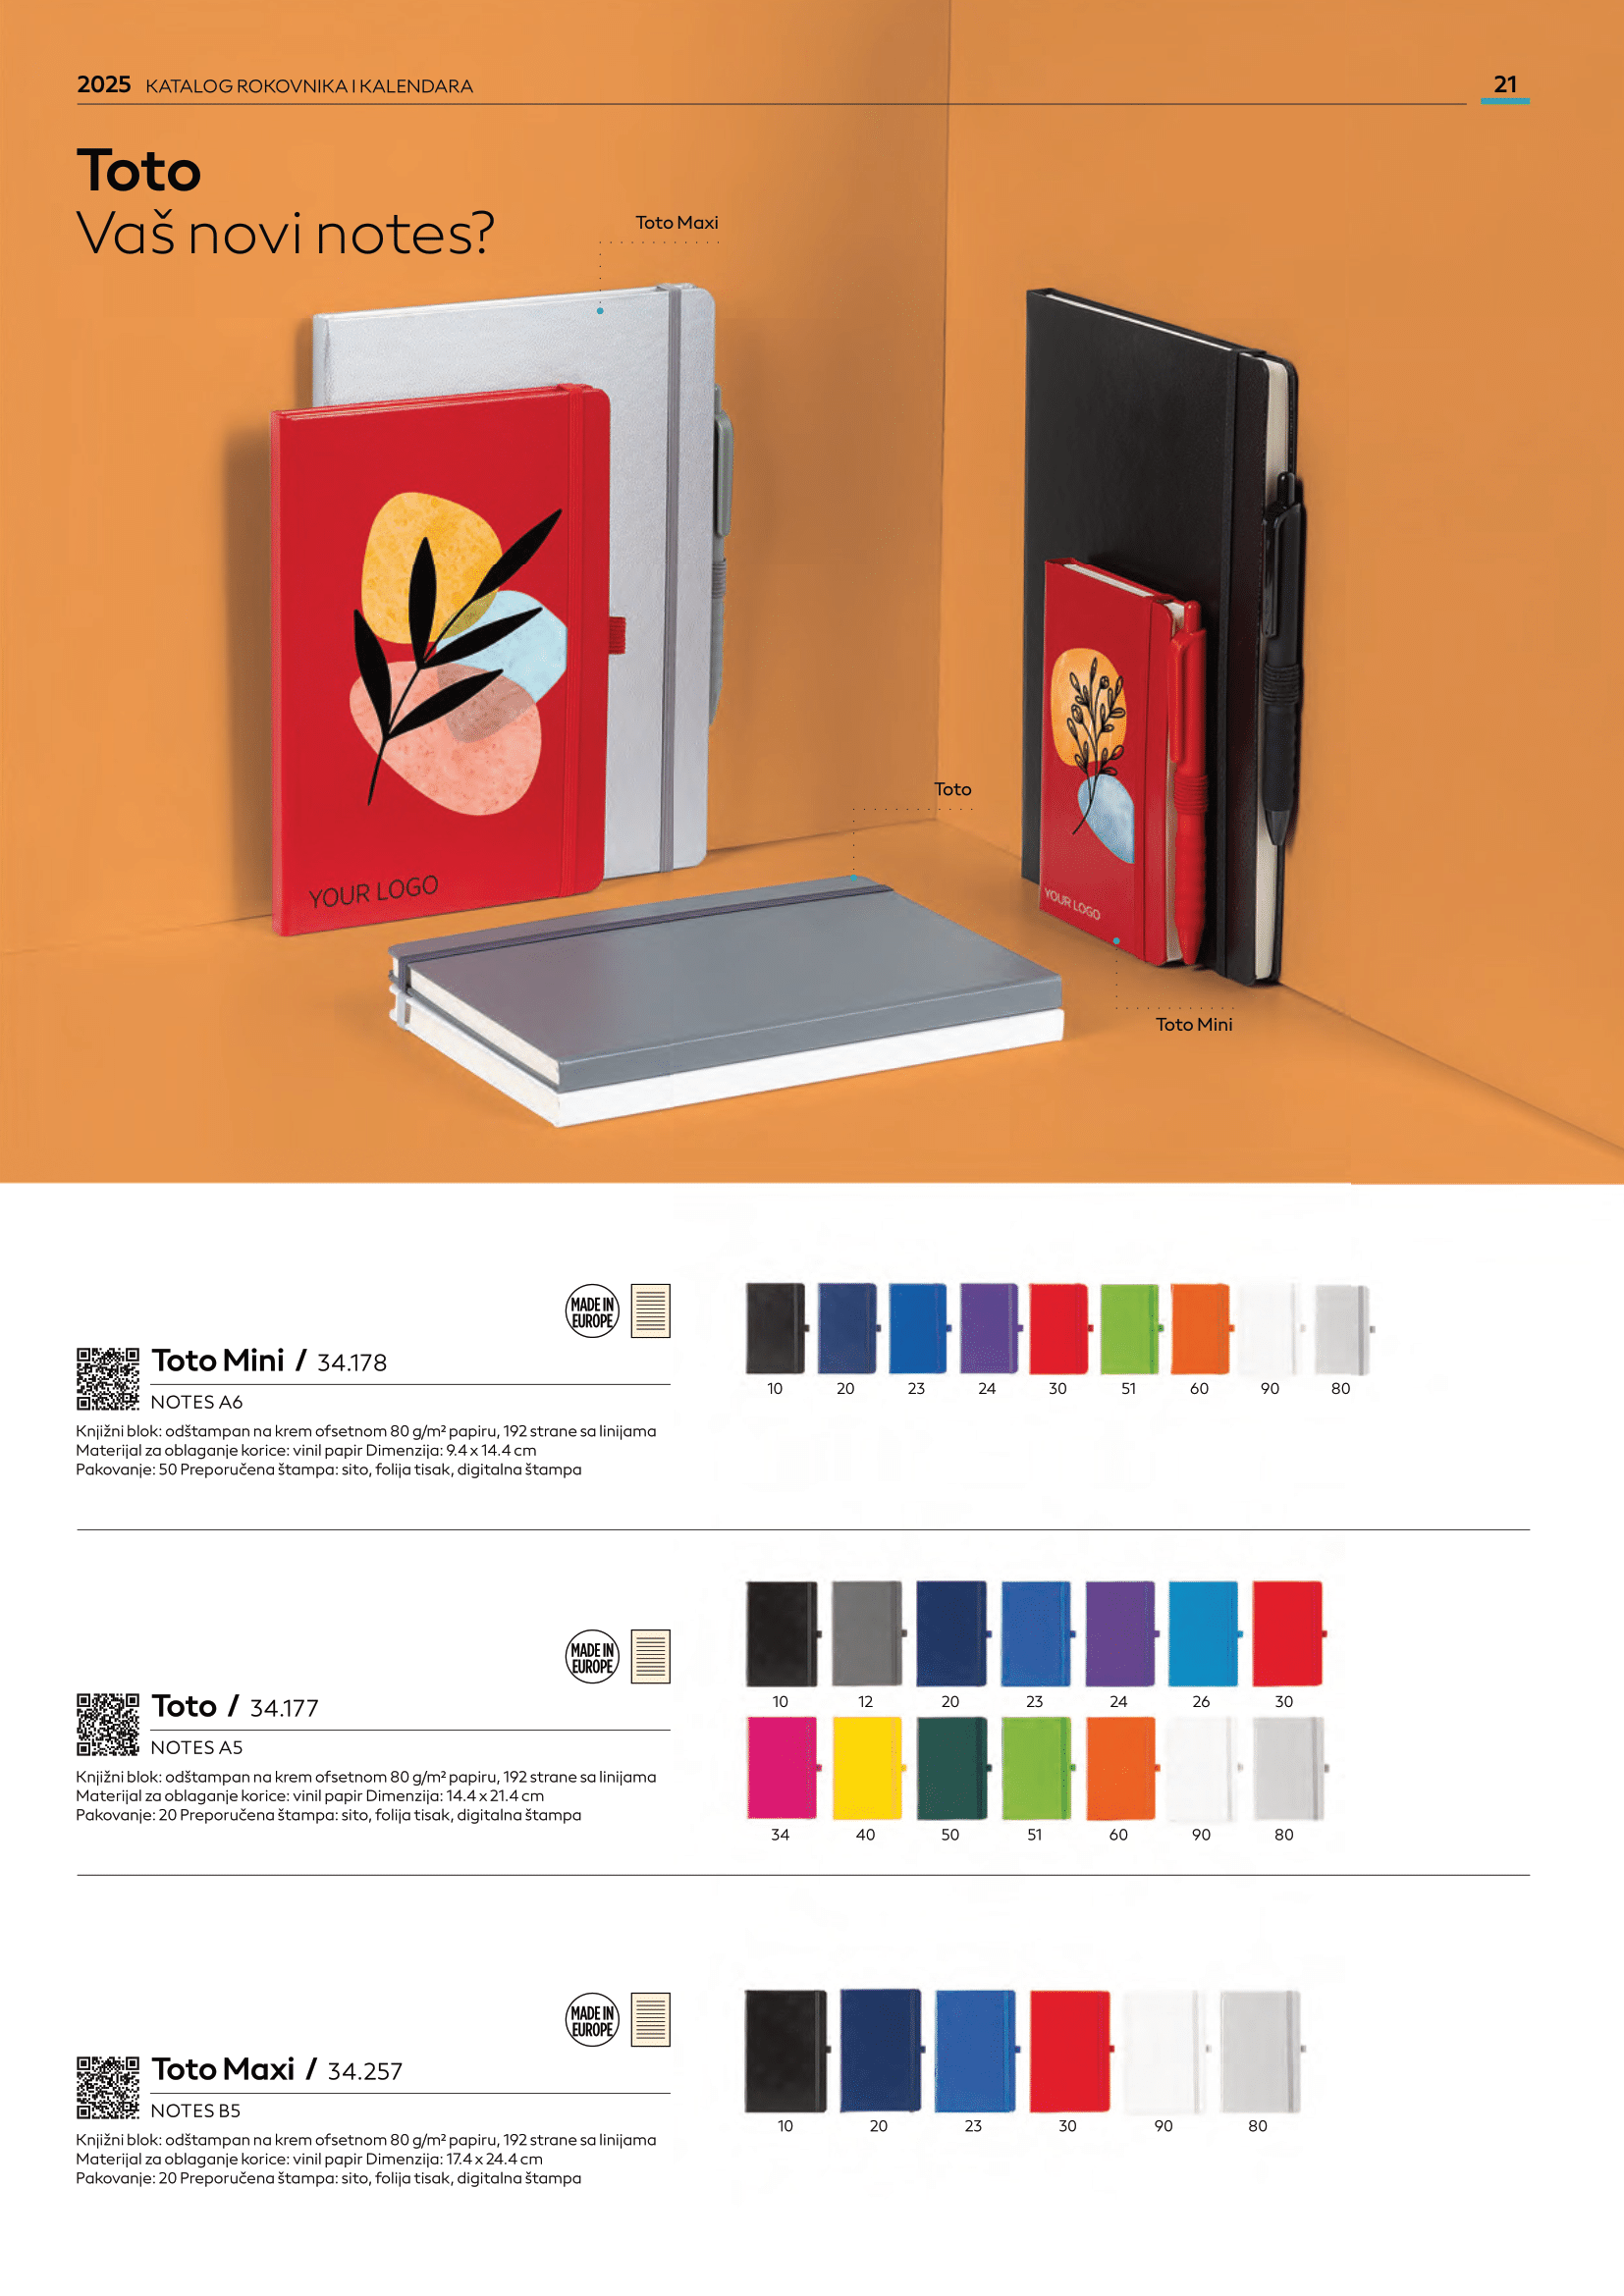 2025 KATALOG ROKOVNIKA I KALENDARA
21
Toto
Vaš novi notes?
Toto Maxi
YOUR LOGO
Toto
YOUR LOGO
Toto Mini
MADE IN
EUROPE
Toto Mini / 34.178
NOTES A6
Knjižni blok: odštampan na krem ofsetnom 80 g/m² papiru, 192 strane sa linijama
Materijal za oblaganje korice: vinil papir Dimenzija: 9.4 x 14.4 cm
Pakovanje: 50 Preporučena štampa: sito, folija tisak, digitalna štampa
10 20 23 24 30 51 60 90 80
MADE IN
EUROPE
Toto / 34.177
NOTES A5
Knjižni blok: odštampan na krem ofsetnom 80 g/m² papiru, 192 strane sa linijama
Materijal za oblaganje korice: vinil papir Dimenzija: 14.4 x 21.4 cm
Pakovanje: 20 Preporučena štampa: sito, folija tisak, digitalna štampa
10 12 20 23 24 26 30
34 40 50 51 60 90 80
MADE IN
EUROPE
Toto Maxi / 34.257
NOTES B5
Knjižni blok: odštampan na krem ofsetnom 80 g/m² papiru, 192 strane sa linijama
Materijal za oblaganje korice: vinil papir Dimenzija: 17.4 x 24.4 cm
Pakovanje: 20 Preporučena štampa: sito, folija tisak, digitalna štampa
10 20 23 30 90 80